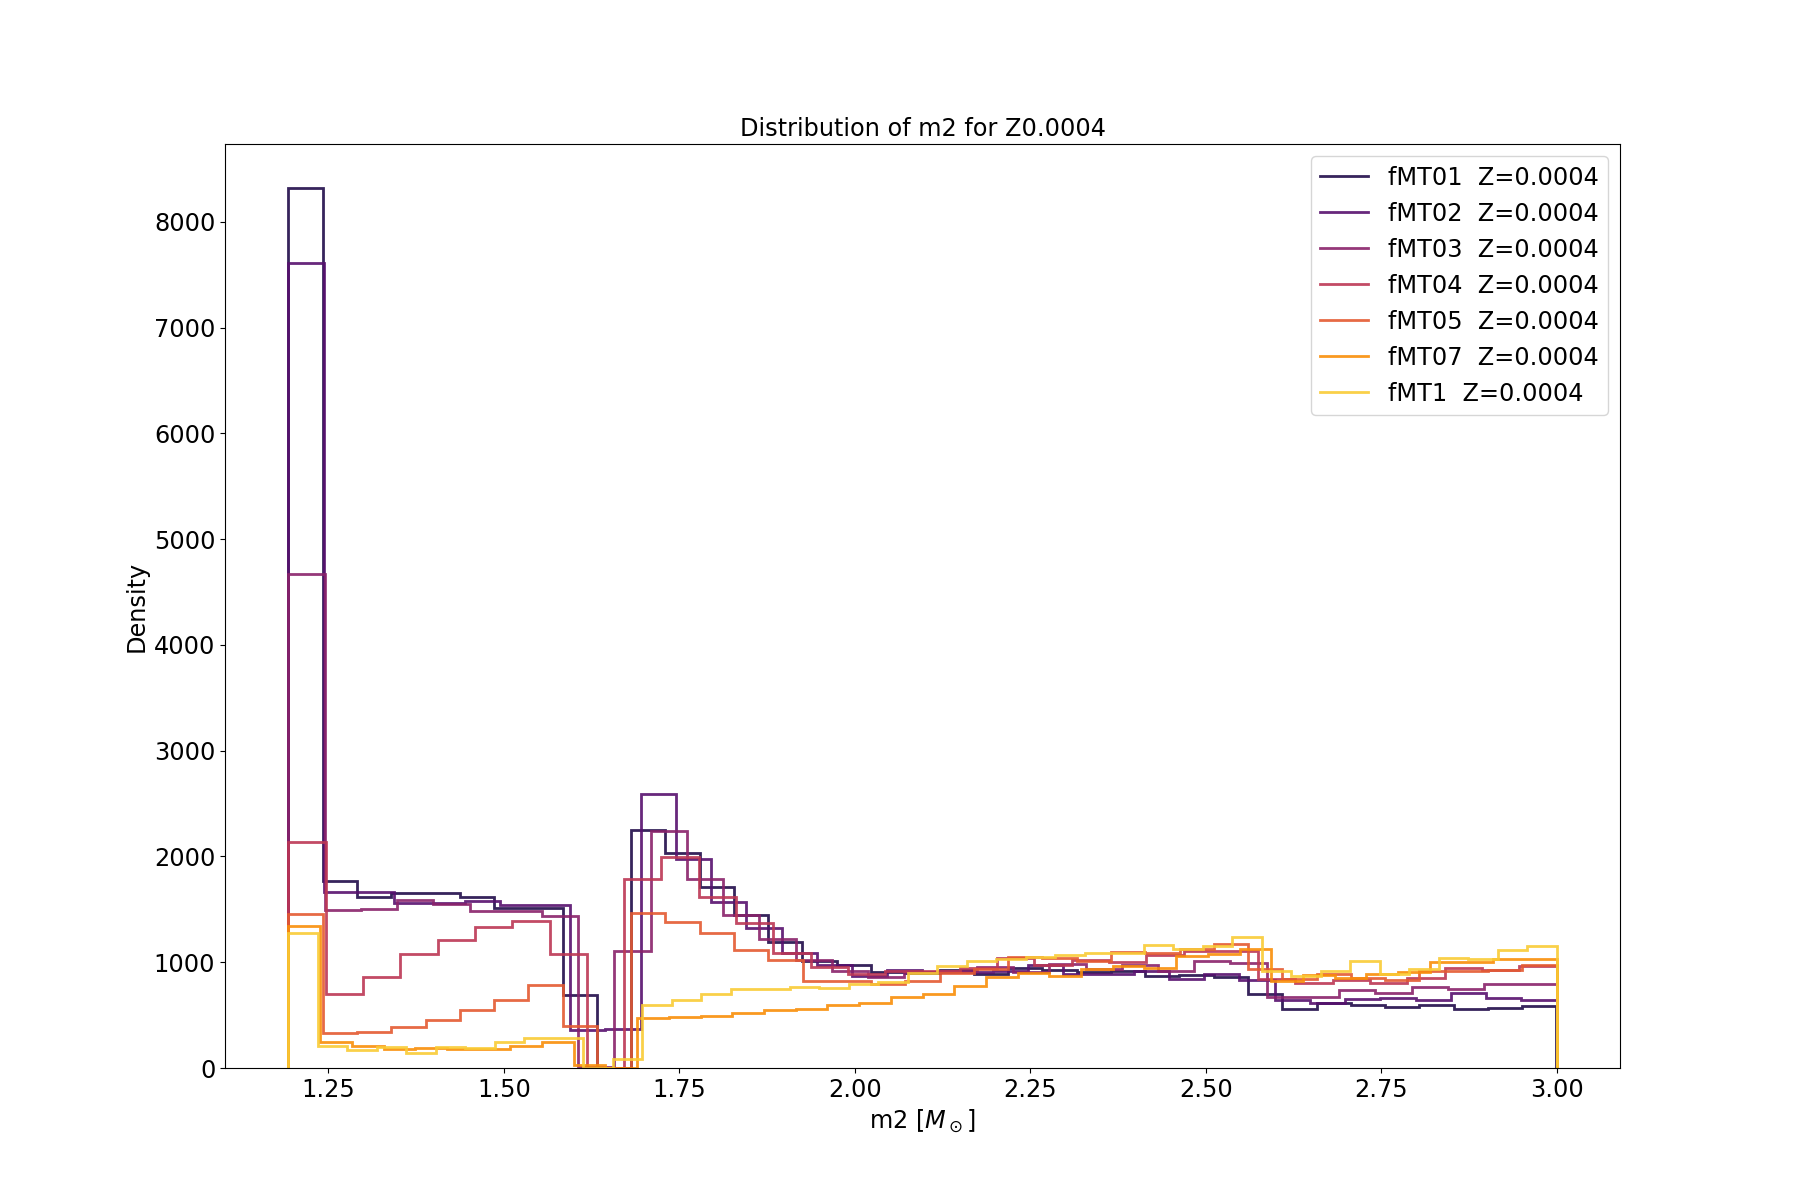 Distribution of m2 for Z0.0004
fMT01 Z=0.0004
fMT02 Z=0.0004
fMT03 Z=0.0004
fMT04 Z=0.0004
fMT05 Z=0.0004
fMT07 Z=0.0004
fMT1 Z=0.0004
Density
8000
7000
6000
5000
4000
3000
2000
1000
0
1.25 1.50 1.75 2.00 2.25 2.50 2.75 3.00
m2 [M⊙]